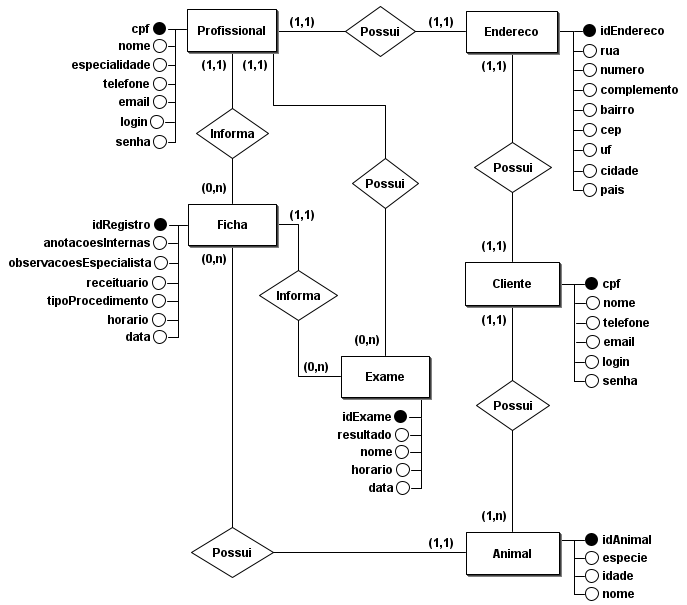 cpf
nome
especialidade
telefone
email
login
senha
Profissional
(1,1)
Possui
(1,1)
Endereco
idEndereco
rua
numero
complemento
bairro
cep
uf
cidade
pais
(1,1)
(1,1)
(1,1)
Informa
Possui
Possui
(0,n)
idRegistro
anotacoesInternas
observacoesEspecialista
receituario
tipoProcedimento
horario
data
Ficha
(1,1)
(0,n)
Informa
(1,1)
Cliente
cpf
nome
telefone
email
login
senha
(1,1)
(0,n)
(0,n)
Exame
idExame
resultado
nome
horario
data
Possui
(1,n)
Possui
(1,1)
Animal
idAnimal
especie
idade
nome